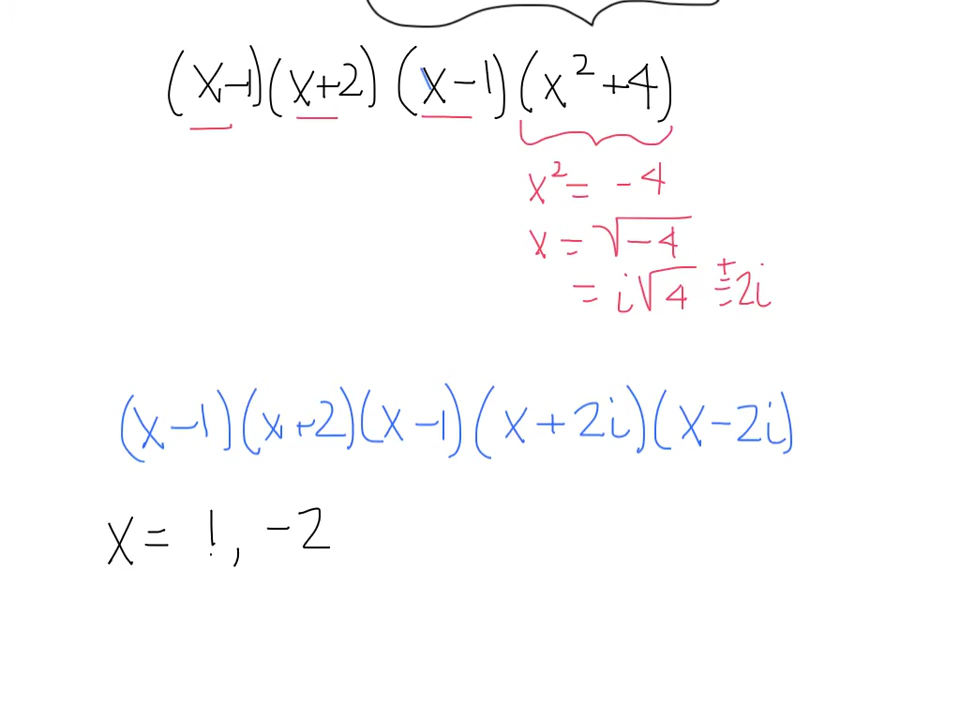 (x-1)(x+2) (x-1)(x²+4)
x² = -4
x = √-4
= i√4 ±=2i
(x-1)(x+2)(x-1)(x+2i)(x-2i)
x = 1, -2